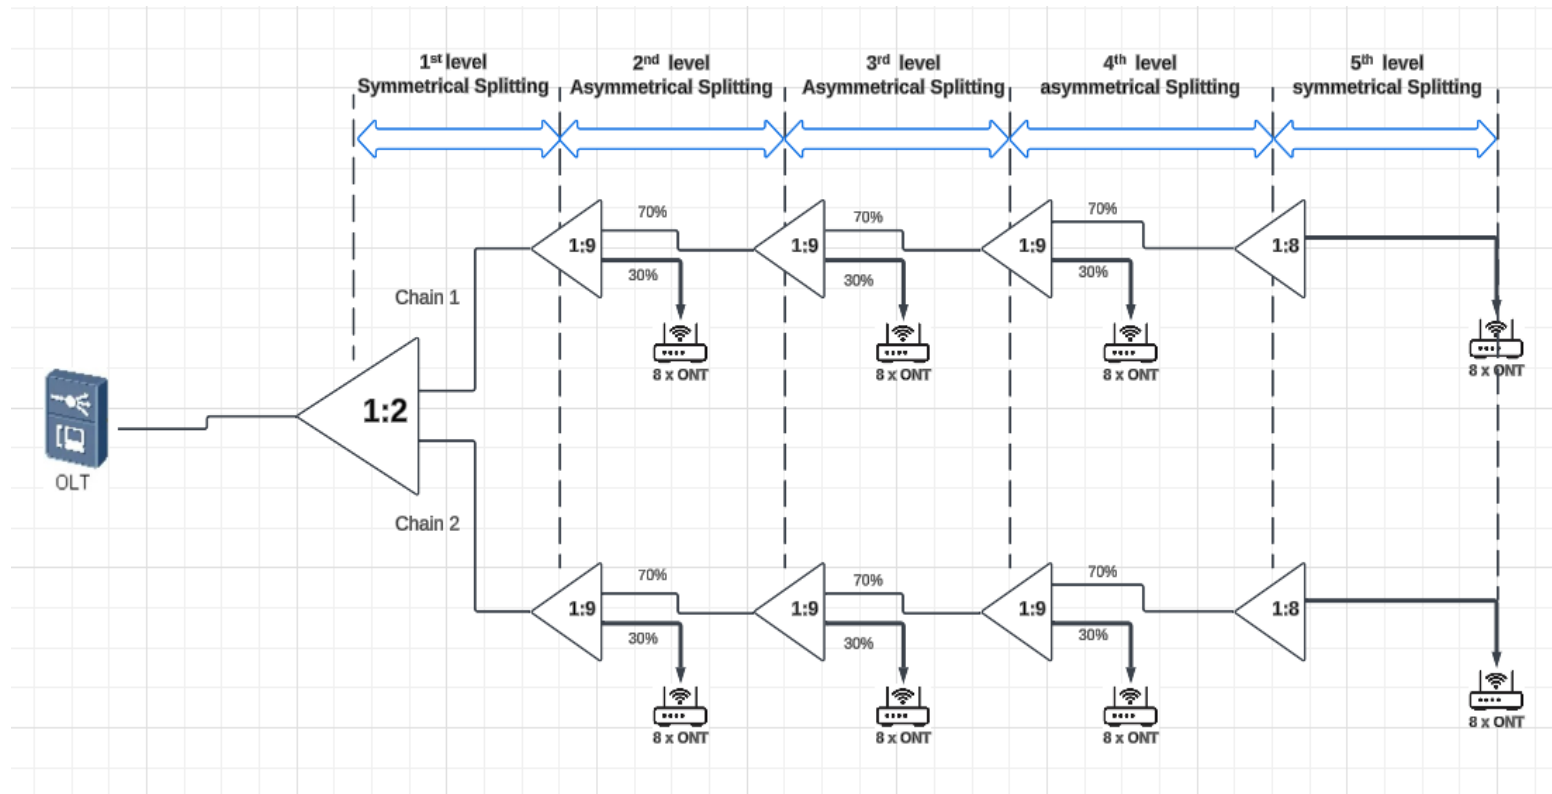 1st level
Symmetrical Splitting
2nd level
Asymmetrical Splitting
3rd level
Asymmetrical Splitting
4th level
asymmetrical Splitting
5th level
symmetrical Splitting
70%
70%
70%
1:9
1:9
1:9
1:8
30%
30%
30%
Chain 1
8 x ONT
8 x ONT
8 x ONT
8 x ONT
1:2
OLT
Chain 2
70%
70%
70%
1:9
1:9
1:9
1:8
30%
30%
30%
8 x ONT
8 x ONT
8 x ONT
8 x ONT